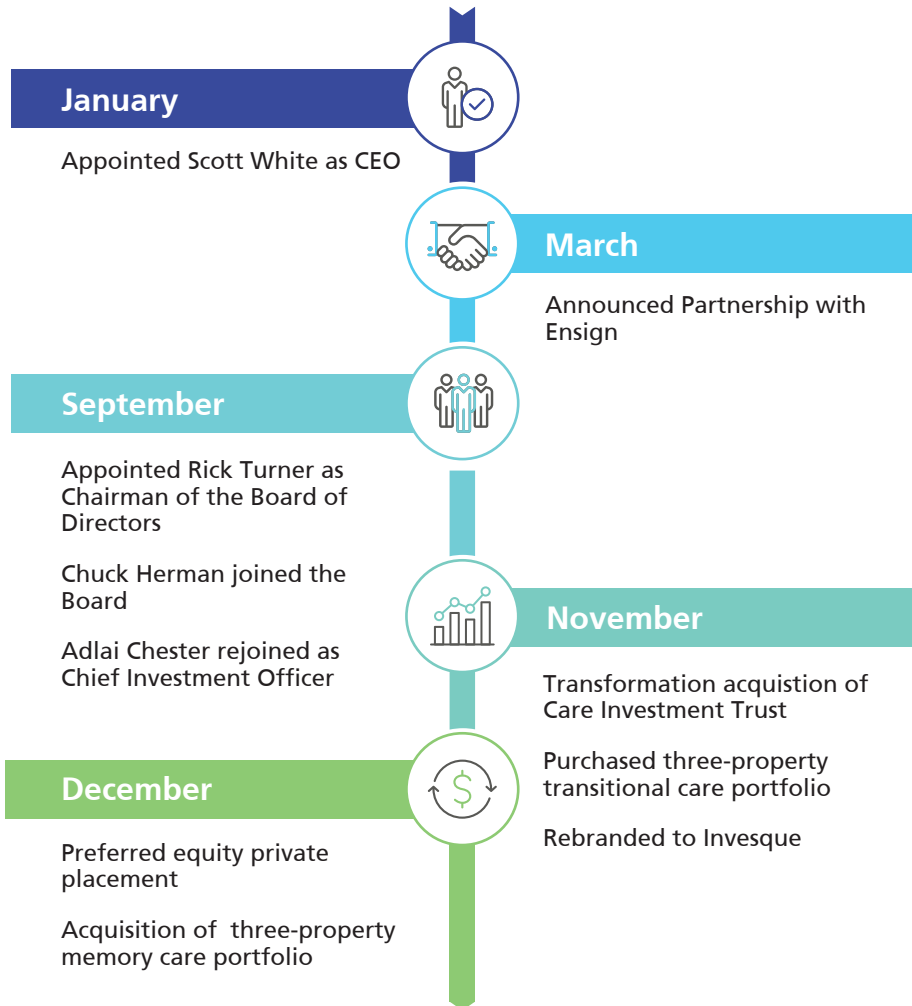 January
Appointed Scott White as CEO
March
Announced Partnership with
Ensign
September
Appointed Rick Turner as
Chairman of the Board of
Directors
Chuck Herman joined the
Board
Adlai Chester rejoined as
Chief Investment Officer
November
Transformation acquistion of
Care Investment Trust
Purchased three-property
transitional care portfolio
Rebranded to Invesque
December
$
Preferred equity private
placement
Acquisition of  three-property
memory care portfolio